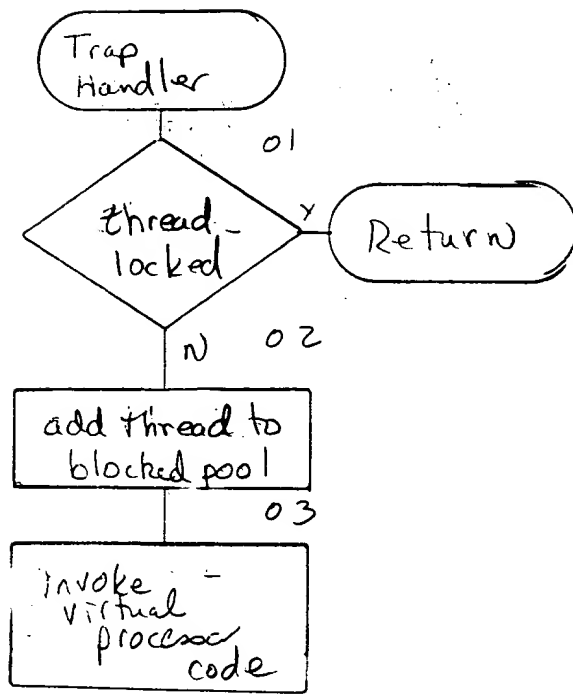 Trap
Handler
01
thread_
locked
Y
Return
N
02
add thread to
blocked pool
03
invoke
virtual
processor
code